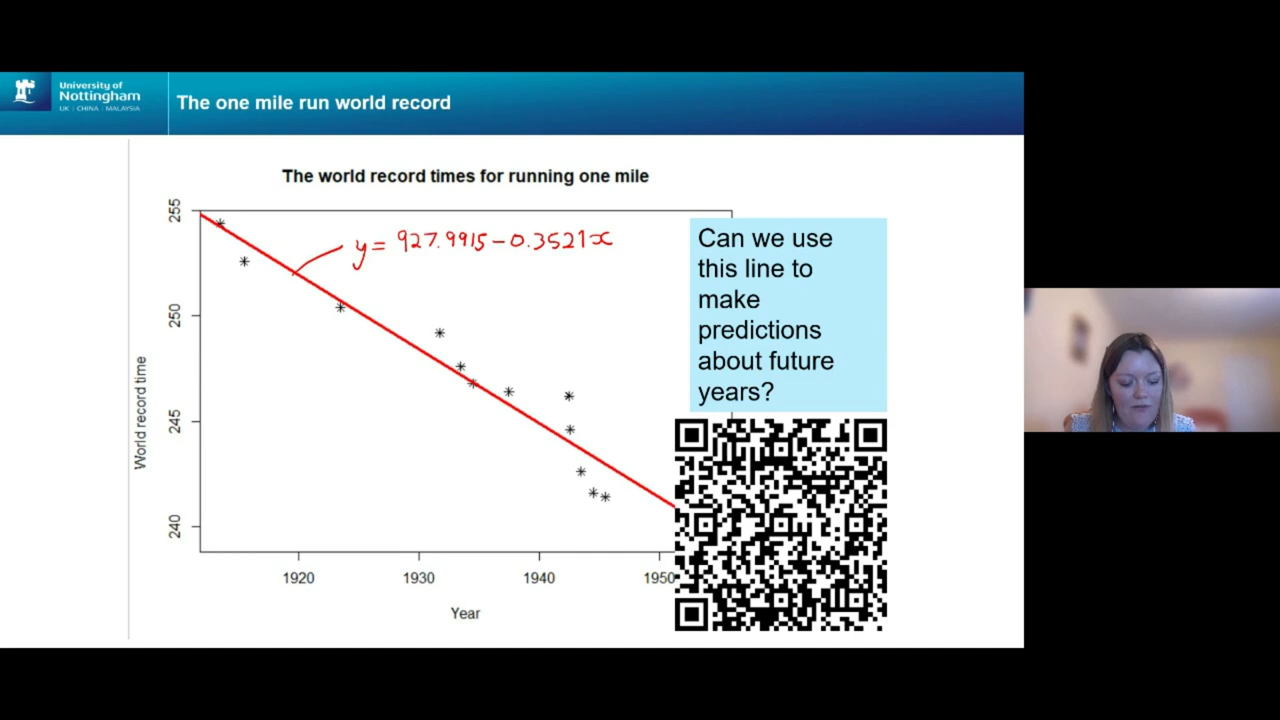 University of
Nottingham
UK | CHINA | MALAYSIA
The one mile run world record
The world record times for running one mile
y = 927.9915 - 0.3521x
255
250
245
240
World record time
1920
1930
1940
1950
Year
Can we use
this line to
make
predictions
about future
years?